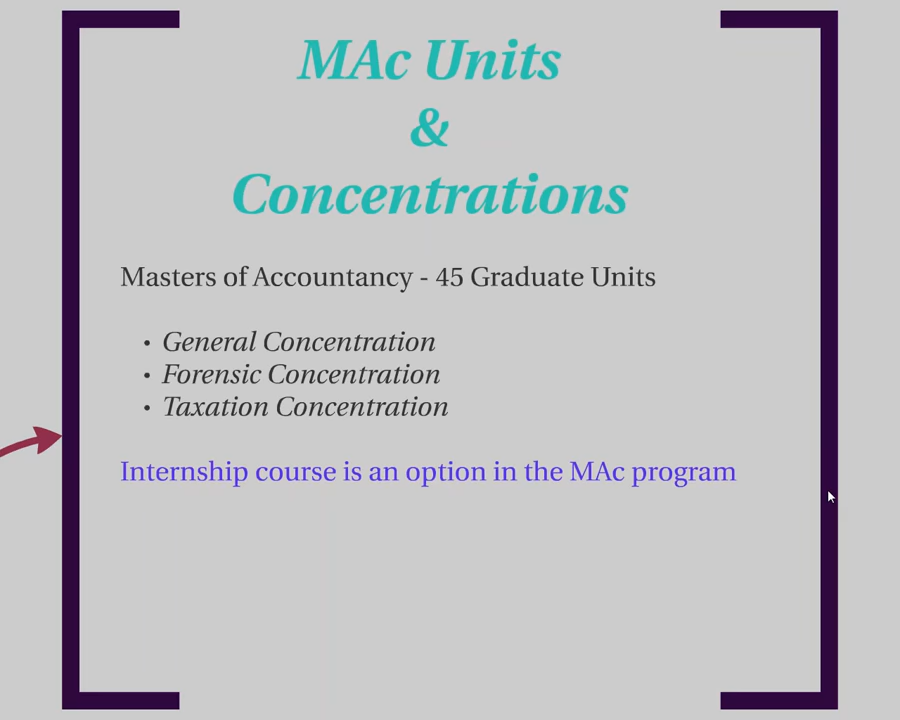 MAc Units
&
Concentrations
Masters of Accountancy - 45 Graduate Units
• General Concentration
• Forensic Concentration
• Taxation Concentration
Internship course is an option in the MAc program